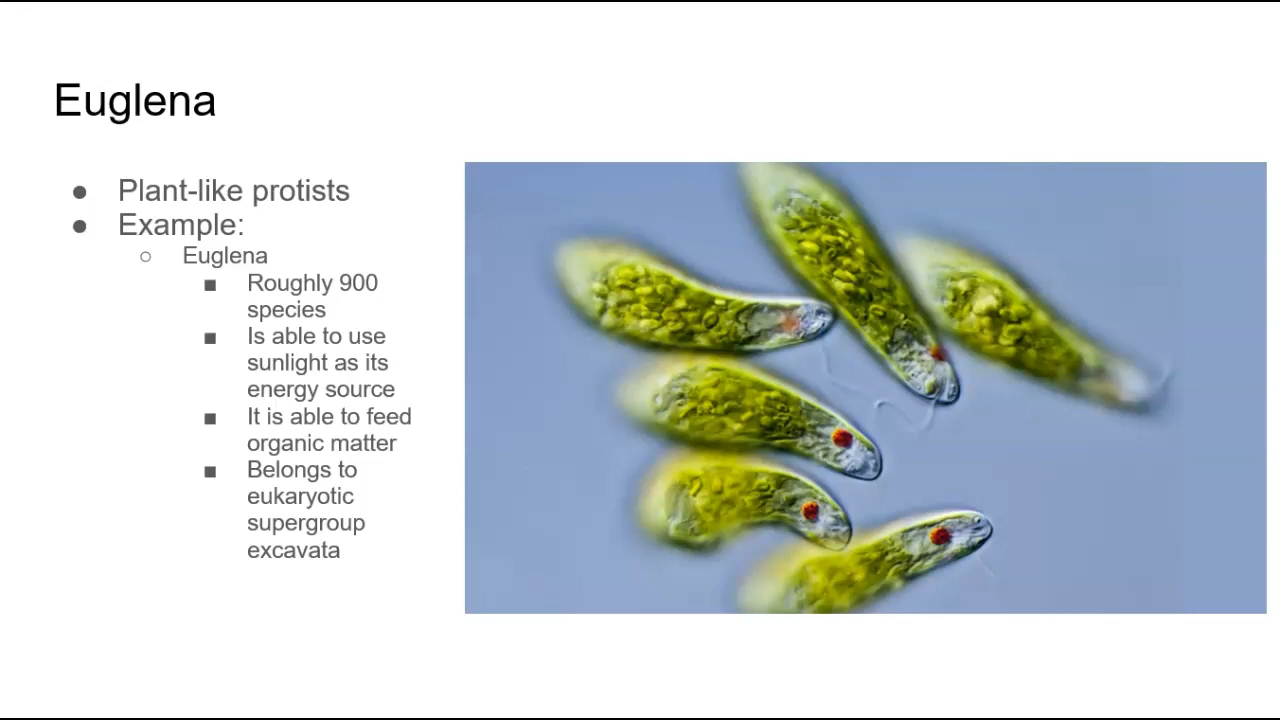 Euglena
● Plant-like protists
● Example:
○ Euglena
■ Roughly 900
species
■ Is able to use
sunlight as its
energy source
■ It is able to feed
organic matter
■ Belongs to
eukaryotic
supergroup
excavata